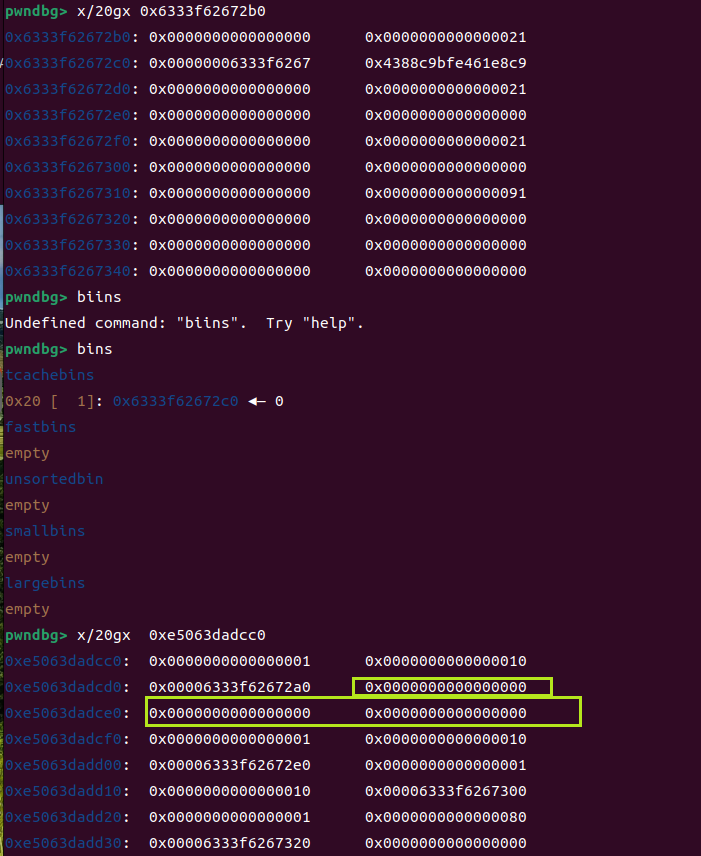 pwndbg> x/20gx 0x6333f62672b0
0x6333f62672b0: 0x0000000000000000 0x0000000000000021
0x6333f62672c0: 0x00000006333f6267 0x4388c9bfe461e8c9
0x6333f62672d0: 0x0000000000000000 0x0000000000000021
0x6333f62672e0: 0x0000000000000000 0x0000000000000000
0x6333f62672f0: 0x0000000000000000 0x0000000000000021
0x6333f6267300: 0x0000000000000000 0x0000000000000000
0x6333f6267310: 0x0000000000000000 0x0000000000000091
0x6333f6267320: 0x0000000000000000 0x0000000000000000
0x6333f6267330: 0x0000000000000000 0x0000000000000000
0x6333f6267340: 0x0000000000000000 0x0000000000000000
pwndbg> biins
Undefined command: "biins".  Try "help".
pwndbg> bins
tcachebins
0x20 [  1]: 0x6333f62672c0 ◂— 0
fastbins
empty
unsortedbin
empty
smallbins
empty
largebins
empty
pwndbg> x/20gx  0xe5063dadcc0
0xe5063dadcc0: 0x0000000000000001 0x0000000000000010
0xe5063dadcd0: 0x00006333f62672a0 0x0000000000000000
0xe5063dadce0: 0x0000000000000000 0x0000000000000000
0xe5063dadcf0: 0x0000000000000001 0x0000000000000010
0xe5063dadd00: 0x00006333f62672e0 0x0000000000000001
0xe5063dadd10: 0x0000000000000010 0x00006333f6267300
0xe5063dadd20: 0x0000000000000001 0x0000000000000080
0xe5063dadd30: 0x00006333f6267320 0x0000000000000000